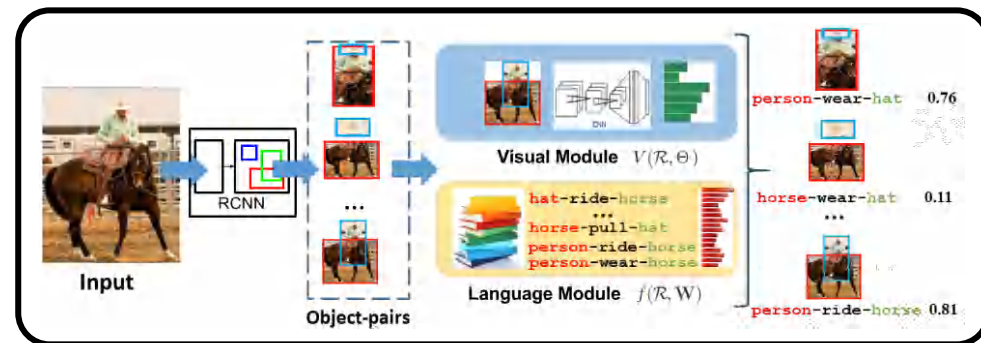 Input
RCNN
...
Object-pairs
CNN
Visual Module V(R, Θ)
hat-ride-horse
...
horse-pull-hat
person-ride-horse
person-wear-horse
Language Module f(R, W)
person-wear-hat 0.76
horse-wear-hat 0.11
...
person-ride-horse 0.81